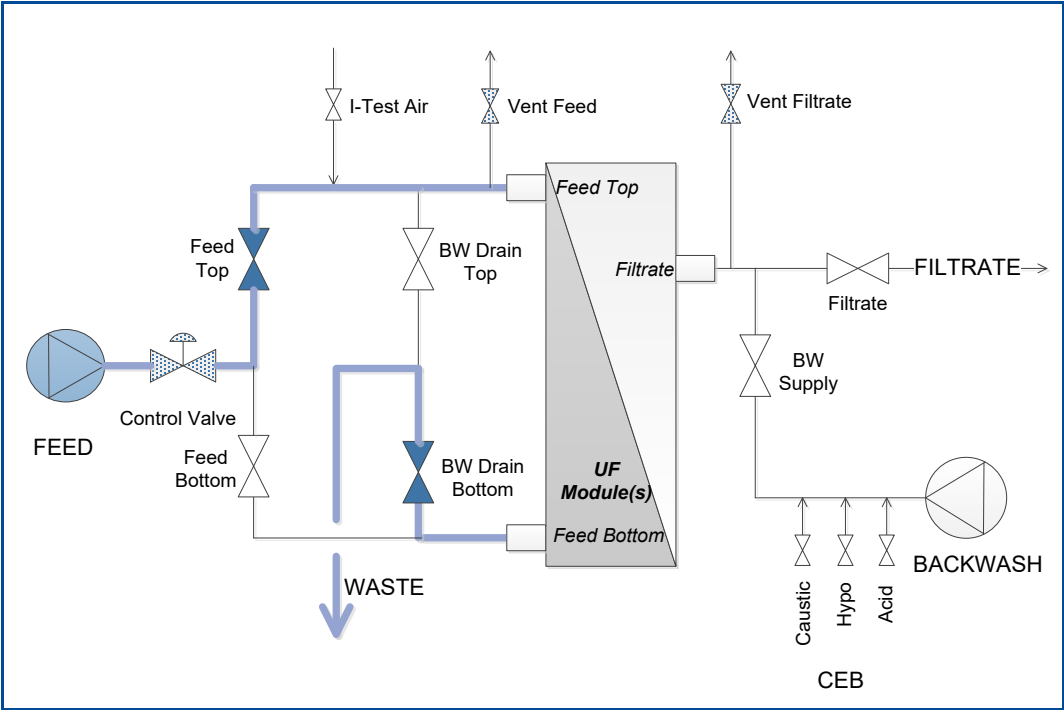 I-Test Air
Vent Feed
Vent Filtrate
Feed Top
Feed
Top
BW Drain
Top
Filtrate
FILTRATE
Filtrate
BW
Supply
Control Valve
FEED
Feed
Bottom
BW Drain
Bottom
UF
Module(s)
Feed Bottom
WASTE
BACKWASH
Caustic
Hypo
Acid
CEB